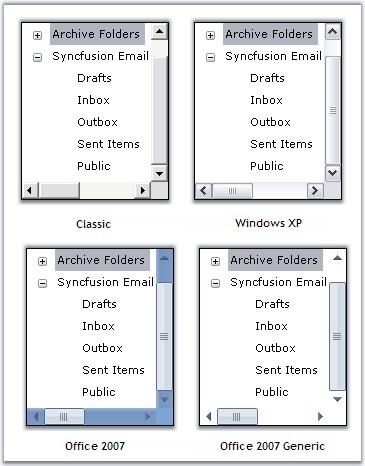 Archive Folders
Syncfusion Email
Drafts
Inbox
Outbox
Sent Items
Public
Classic
Archive Folders
Syncfusion Email
Drafts
Inbox
Outbox
Sent Items
Public
Windows XP
Archive Folders
Syncfusion Email
Drafts
Inbox
Outbox
Sent Items
Public
Office 2007
Archive Folders
Syncfusion Email
Drafts
Inbox
Outbox
Sent Items
Public
Office 2007 Generic